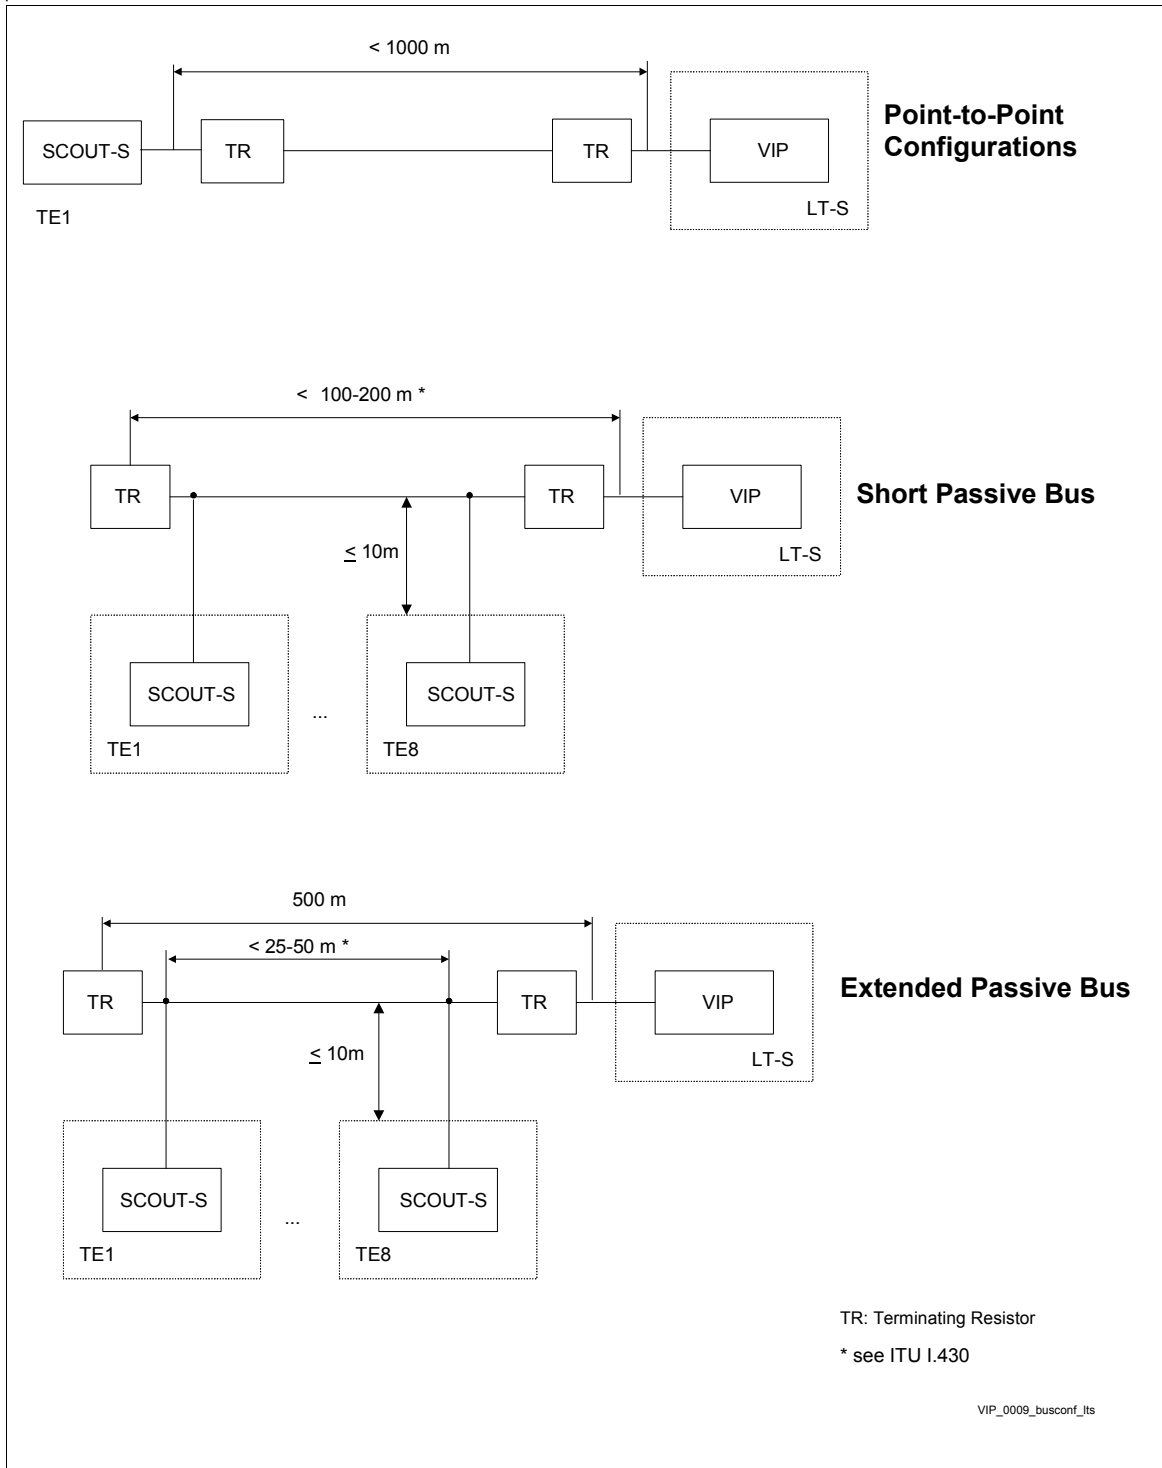 < 1000 m
Point-to-Point
Configurations
SCOUT-S
TR
TR
VIP
TE1
LT-S
< 100-200 m *
TR
TR
VIP
Short Passive Bus
≤ 10m
LT-S
SCOUT-S
SCOUT-S
...
TE1
TE8
500 m
< 25-50 m *
TR
TR
VIP
Extended Passive Bus
≤ 10m
LT-S
SCOUT-S
SCOUT-S
...
TE1
TE8
TR: Terminating Resistor
* see ITU I.430
VIP_0009_busconf_lts